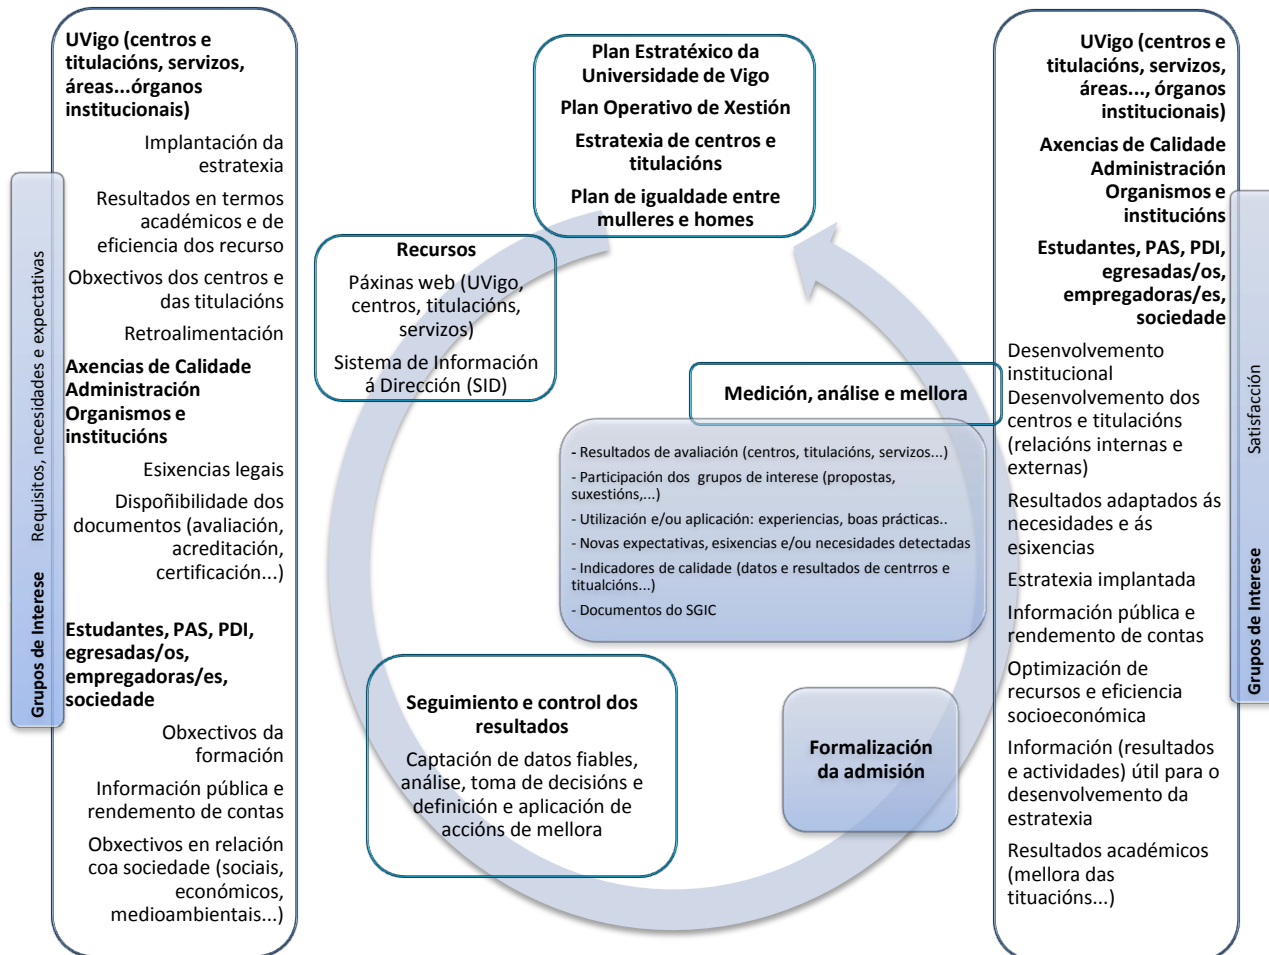 Grupos de Interese
Requisitos, necesidades e expectativas
UVigo (centros e
titulacións, servizos,
áreas...órganos
institucionais)
Implantación da
estratexia
Resultados en termos
académicos e de
eficiencia dos recurso
Obxectivos dos centros e
das titulacións
Retroalimentación
Axencias de Calidade
Administración
Organismos e
institucións
Esixencias legais
Dispoñibilidade dos
documentos (avaliación,
acreditación,
certificación...)
Estudantes, PAS, PDI,
egresadas/os,
empregadoras/es,
sociedade
Obxectivos da
formación
Información pública e
rendemento de contas
Obxectivos en relación
coa sociedade (sociais,
económicos,
medioambientais...)
Plan Estratéxico da
Universidade de Vigo
Plan Operativo de Xestión
Estratexia de centros e
titulacións
Plan de igualdade entre
mulleres e homes
Recursos
Páxinas web (UVigo,
centros, titulacións,
servizos)
Sistema de Información
á Dirección (SID)
Medición, análise e mellora
- Resultados de avaliación (centros, titulacións, servizos...)
- Participación dos grupos de interese (propostas,
suxestións,...)
- Utilización e/ou aplicación: experiencias, boas prácticas..
- Novas expectativas, esixencias e/ou necesidades detectadas
- Indicadores de calidade (datos e resultados de centrros e
titualcións...)
- Documentos do SGIC
Seguimiento e control dos
resultados
Captación de datos fiables,
análise, toma de decisións e
definición e aplicación de
accións de mellora
Formalización
da admisión
UVigo (centros e
titulacións, servizos,
áreas..., órganos
institucionais)
Axencias de Calidade
Administración
Organismos e
institucións
Estudantes, PAS, PDI,
egresadas/os,
empregadoras/es,
sociedade
Desenvolvemento
institucional
Desenvolvemento dos
centros e titulacións
(relacións internas e
externas)
Resultados adaptados ás
necesidades e ás
esixencias
Estratexia implantada
Información pública e
rendemento de contas
Optimización de
recursos e eficiencia
socioeconómica
Información (resultados
e actividades) útil para o
desenvolvemento da
estratexia
Resultados académicos
(mellora das
tituacións...)
Grupos de Interese
Satisfacción